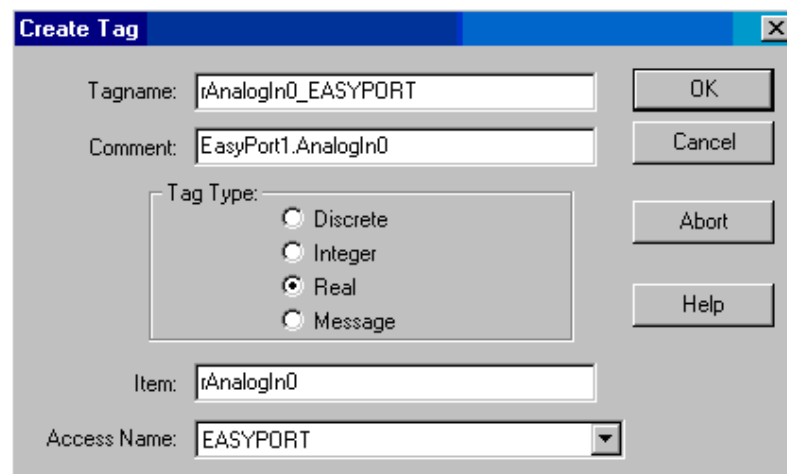 Create Tag
Tagname: rAnalogIn0_EASYPORT
OK
Comment: EasyPort1.AnalogIn0
Cancel
Tag Type:
Discrete
Abort
Integer
Real
Help
Message
Item: rAnalogIn0
Access Name: EASYPORT